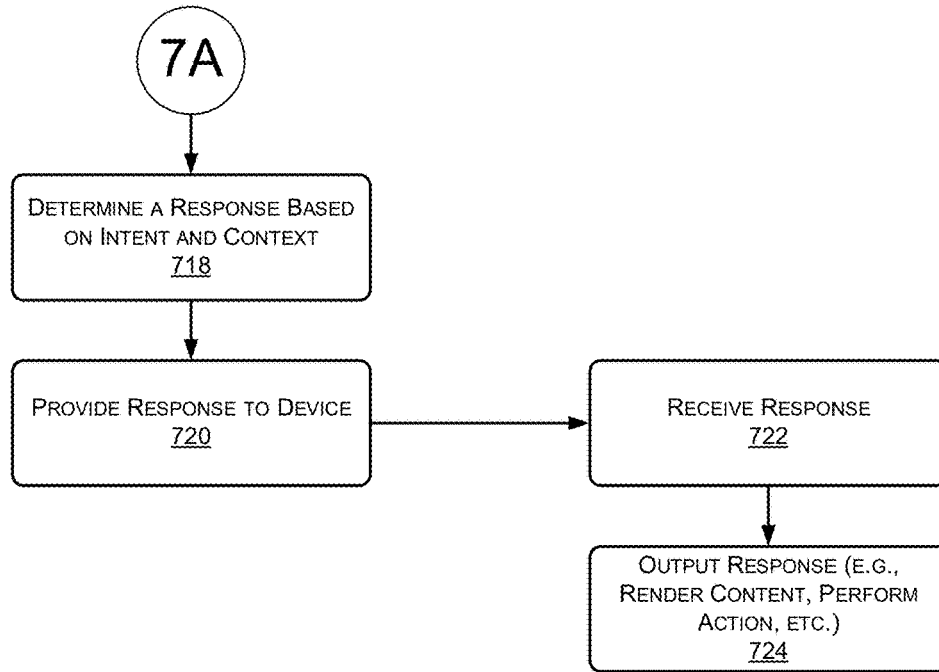 7A
DETERMINE A RESPONSE BASED
ON INTENT AND CONTEXT
718
PROVIDE RESPONSE TO DEVICE
720
RECEIVE RESPONSE
722
OUTPUT RESPONSE (E.G.,
RENDER CONTENT, PERFORM
ACTION, ETC.)
724